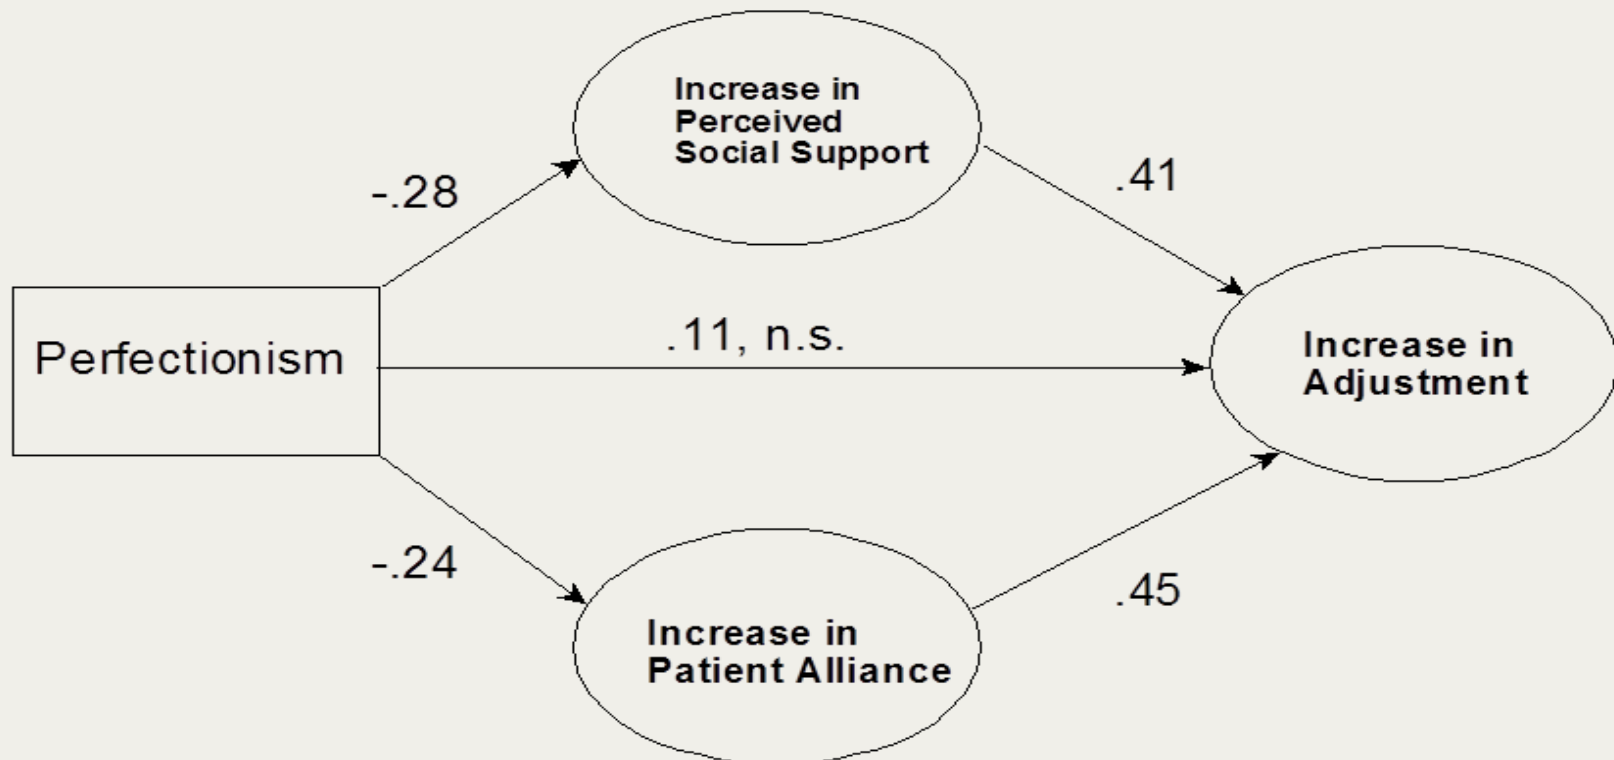 Increase in
Perceived
Social Support
-.28
.41
Perfectionism
.11, n.s.
Increase in
Adjustment
-.24
.45
Increase in
Patient Alliance